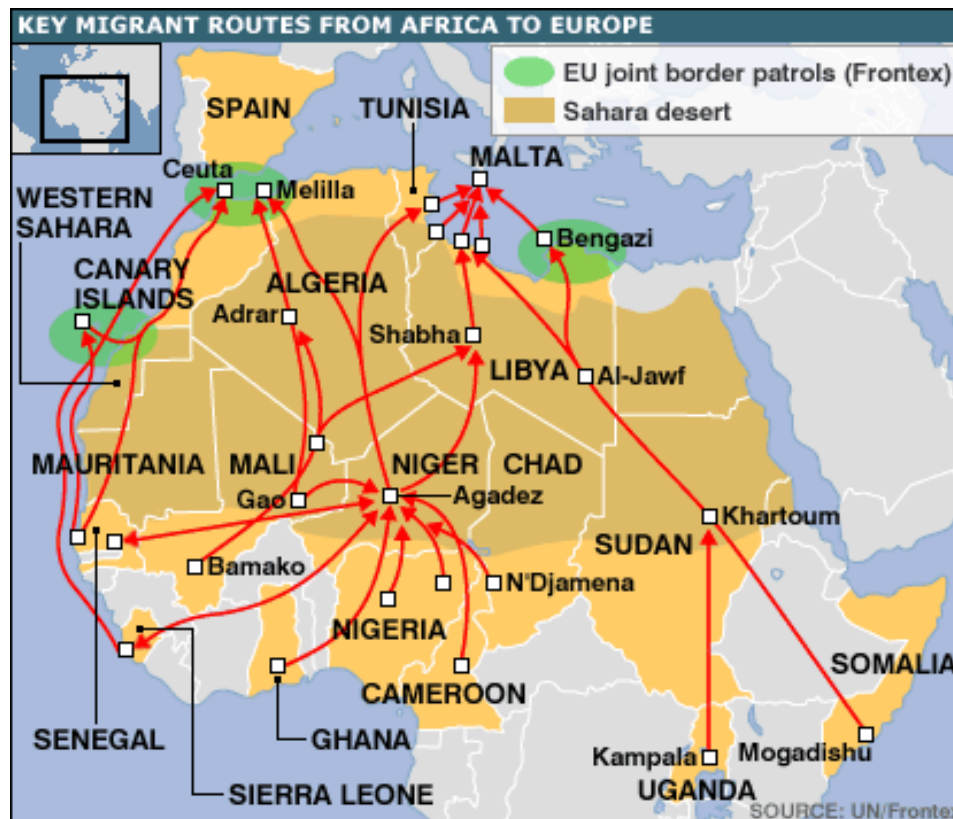 KEY MIGRANT ROUTES FROM AFRICA TO EUROPE
EU joint border patrols (Frontex)
Sahara desert
SPAIN
TUNISIA
MALTA
Ceuta
Melilla
WESTERN
SAHARA
Bengazi
CANARY
ISLANDS
ALGERIA
Adrar
Shabha
LIBYA
Al-Jawf
MAURITANIA
MALI
NIGER
CHAD
Gao
Agadez
Khartoum
SUDAN
Bamako
N'Djamena
NIGERIA
SOMALIA
CAMEROON
SENEGAL
GHANA
Kampala
Mogadishu
UGANDA
SIERRA LEONE
SOURCE: UN/Frontex